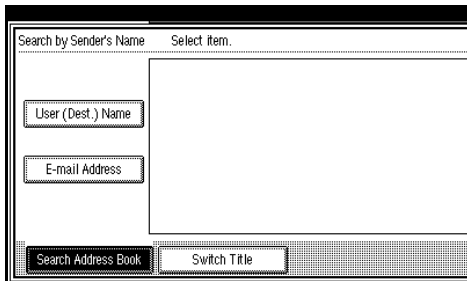 Search by Sender's Name Select item.
User (Dest.) Name
E-mail Address
Search Address Book Switch Title